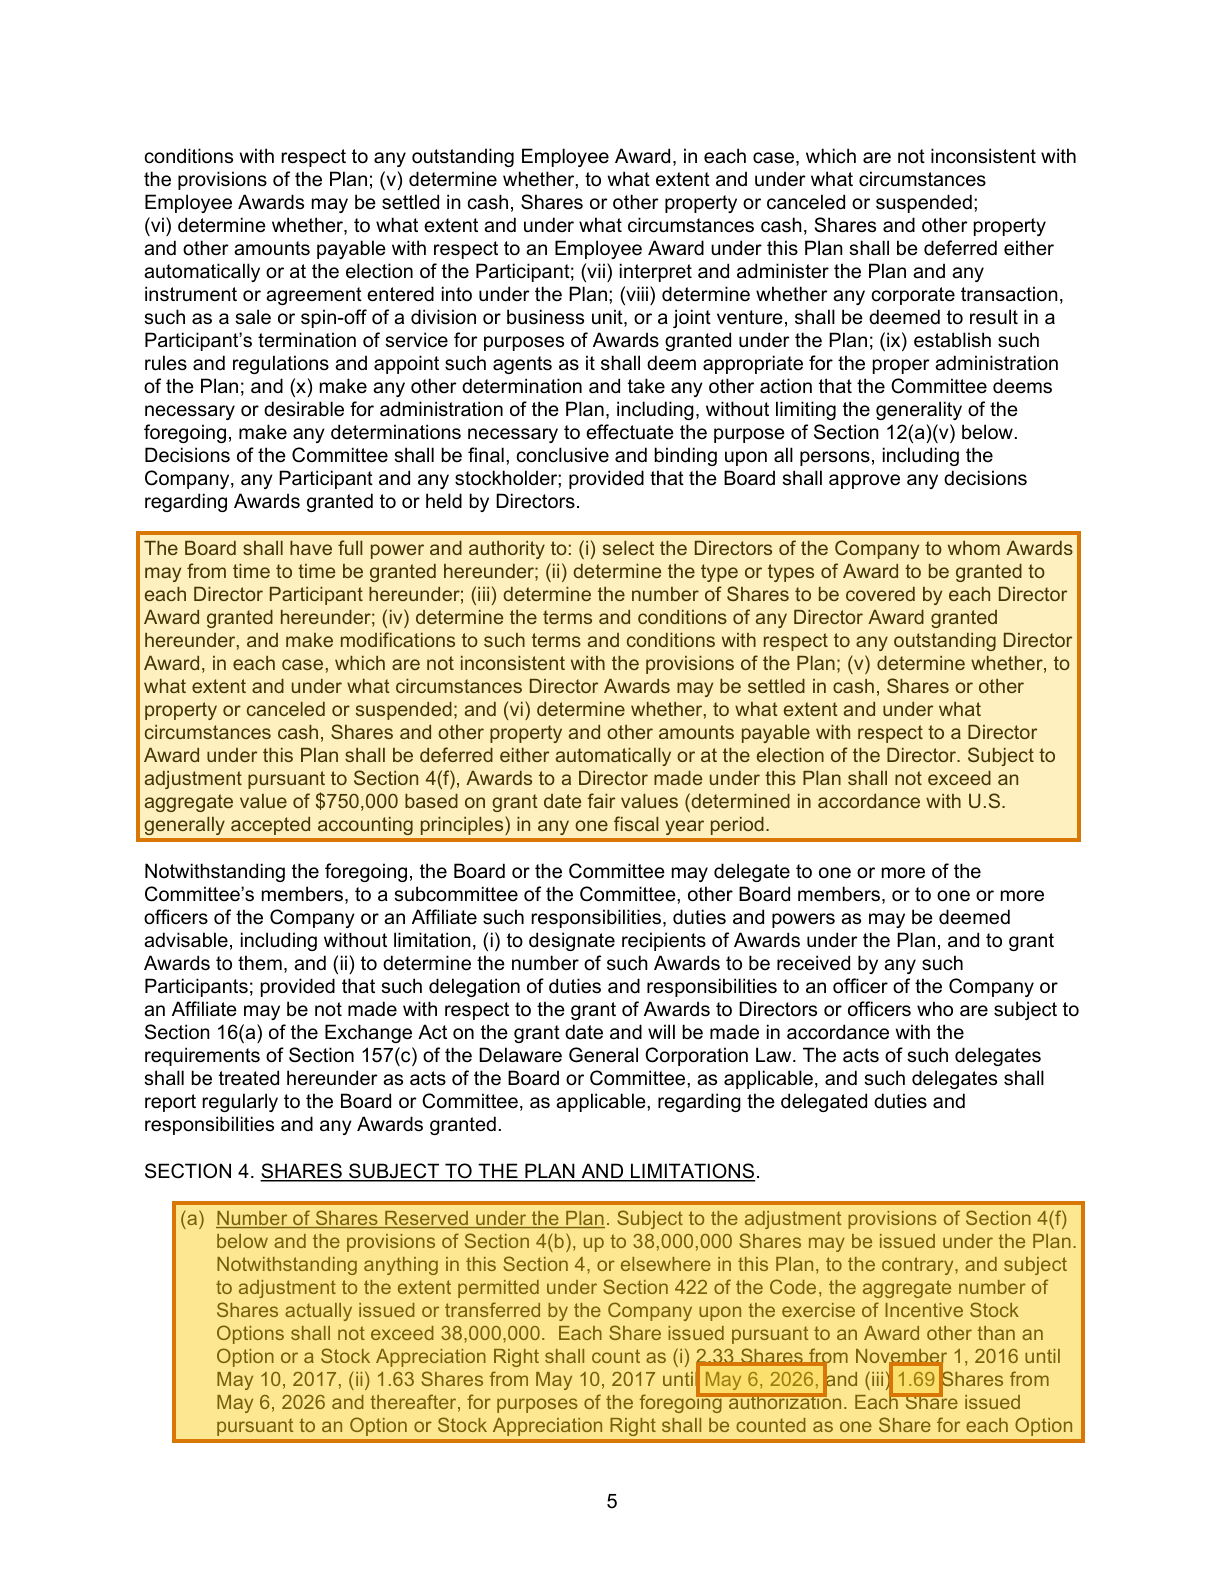 conditions with respect to any outstanding Employee Award, in each case, which are not inconsistent with
the provisions of the Plan; (v) determine whether, to what extent and under what circumstances
Employee Awards may be settled in cash, Shares or other property or canceled or suspended;
(vi) determine whether, to what extent and under what circumstances cash, Shares and other property
and other amounts payable with respect to an Employee Award under this Plan shall be deferred either
automatically or at the election of the Participant; (vii) interpret and administer the Plan and any
instrument or agreement entered into under the Plan; (viii) determine whether any corporate transaction,
such as a sale or spin-off of a division or business unit, or a joint venture, shall be deemed to result in a
Participant’s termination of service for purposes of Awards granted under the Plan; (ix) establish such
rules and regulations and appoint such agents as it shall deem appropriate for the proper administration
of the Plan; and (x) make any other determination and take any other action that the Committee deems
necessary or desirable for administration of the Plan, including, without limiting the generality of the
foregoing, make any determinations necessary to effectuate the purpose of Section 12(a)(v) below.
Decisions of the Committee shall be final, conclusive and binding upon all persons, including the
Company, any Participant and any stockholder; provided that the Board shall approve any decisions
regarding Awards granted to or held by Directors.
The Board shall have full power and authority to: (i) select the Directors of the Company to whom Awards
may from time to time be granted hereunder; (ii) determine the type or types of Award to be granted to
each Director Participant hereunder; (iii) determine the number of Shares to be covered by each Director
Award granted hereunder; (iv) determine the terms and conditions of any Director Award granted
hereunder, and make modifications to such terms and conditions with respect to any outstanding Director
Award, in each case, which are not inconsistent with the provisions of the Plan; (v) determine whether, to
what extent and under what circumstances Director Awards may be settled in cash, Shares or other
property or canceled or suspended; and (vi) determine whether, to what extent and under what
circumstances cash, Shares and other property and other amounts payable with respect to a Director
Award under this Plan shall be deferred either automatically or at the election of the Director. Subject to
adjustment pursuant to Section 4(f), Awards to a Director made under this Plan shall not exceed an
aggregate value of $750,000 based on grant date fair values (determined in accordance with U.S.
generally accepted accounting principles) in any one fiscal year period.
Notwithstanding the foregoing, the Board or the Committee may delegate to one or more of the
Committee’s members, to a subcommittee of the Committee, other Board members, or to one or more
officers of the Company or an Affiliate such responsibilities, duties and powers as may be deemed
advisable, including without limitation, (i) to designate recipients of Awards under the Plan, and to grant
Awards to them, and (ii) to determine the number of such Awards to be received by any such
Participants; provided that such delegation of duties and responsibilities to an officer of the Company or
an Affiliate may be not made with respect to the grant of Awards to Directors or officers who are subject to
Section 16(a) of the Exchange Act on the grant date and will be made in accordance with the
requirements of Section 157(c) of the Delaware General Corporation Law. The acts of such delegates
shall be treated hereunder as acts of the Board or Committee, as applicable, and such delegates shall
report regularly to the Board or Committee, as applicable, regarding the delegated duties and
responsibilities and any Awards granted.
SECTION 4. SHARES SUBJECT TO THE PLAN AND LIMITATIONS.
(a) Number of Shares Reserved under the Plan. Subject to the adjustment provisions of Section 4(f)
below and the provisions of Section 4(b), up to 38,000,000 Shares may be issued under the Plan.
Notwithstanding anything in this Section 4, or elsewhere in this Plan, to the contrary, and subject
to adjustment to the extent permitted under Section 422 of the Code, the aggregate number of
Shares actually issued or transferred by the Company upon the exercise of Incentive Stock
Options shall not exceed 38,000,000. Each Share issued pursuant to an Award other than an
Option or a Stock Appreciation Right shall count as (i) 2.33 Shares from November 1, 2016 until
May 10, 2017, (ii) 1.63 Shares from May 10, 2017 until May 6, 2026, and (iii) 1.69 Shares from
May 6, 2026 and thereafter, for purposes of the foregoing authorization. Each Share issued
pursuant to an Option or Stock Appreciation Right shall be counted as one Share for each Option
5